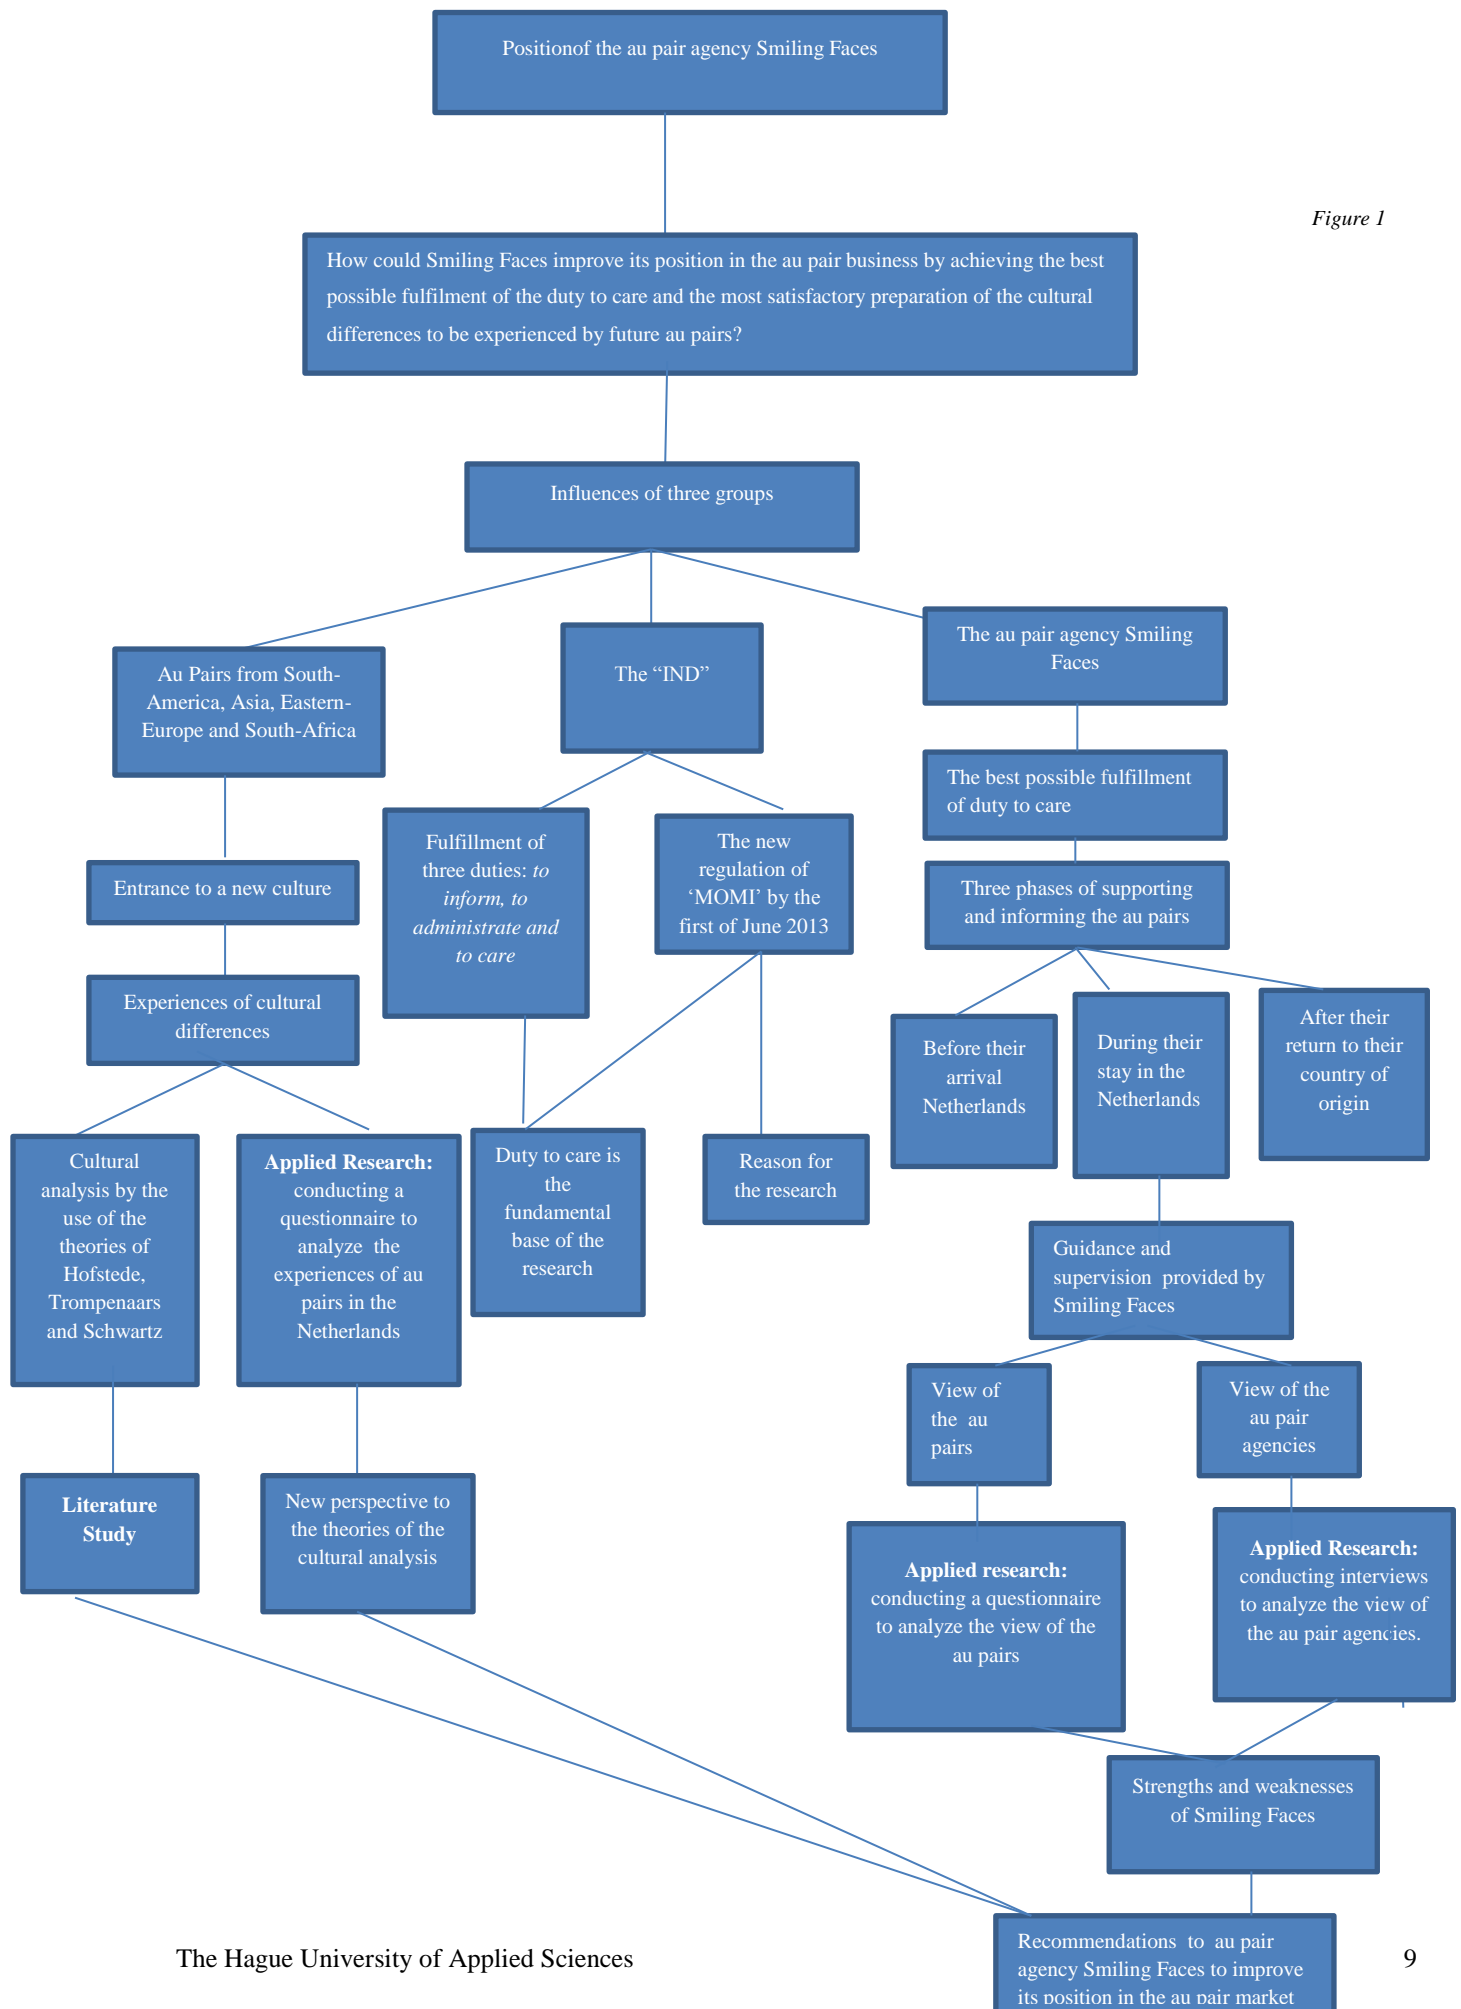 Positionof the au pair agency Smiling Faces
Figure 1
How could Smiling Faces improve its position in the au pair business by achieving the best
possible fulfilment of the duty to care and the most satisfactory preparation of the cultural
differences to be experienced by future au pairs?
Influences of three groups
Au Pairs from South-
America, Asia, Eastern-
Europe and South-Africa
The “IND”
The au pair agency Smiling
Faces
The best possible fulfillment
of duty to care
Fulfillment of
three duties: to
inform, to
administrate and
to care
The new
regulation of
‘MOMI’ by the
first of June 2013
Entrance to a new culture
Three phases of supporting
and informing the au pairs
Experiences of cultural
differences
Before their
arrival
Netherlands
During their
stay in the
Netherlands
After their
return to their
country of
origin
Cultural
analysis by the
use of the
theories of
Hofstede,
Trompenaars
and Schwartz
Applied Research:
conducting a
questionnaire to
analyze the
experiences of au
pairs in the
Netherlands
Duty to care is
the
fundamental
base of the
research
Reason for
the research
Guidance and
supervision provided by
Smiling Faces
View of
the au
pairs
View of the
au pair
agencies
Literature
Study
New perspective to
the theories of the
cultural analysis
Applied research:
conducting a questionnaire
to analyze the view of the
au pairs
Applied Research:
conducting interviews
to analyze the view of
the au pair agencies.
Strengths and weaknesses
of Smiling Faces
Recommendations to au pair
agency Smiling Faces to improve
its position in the au pair market
The Hague University of Applied Sciences
9